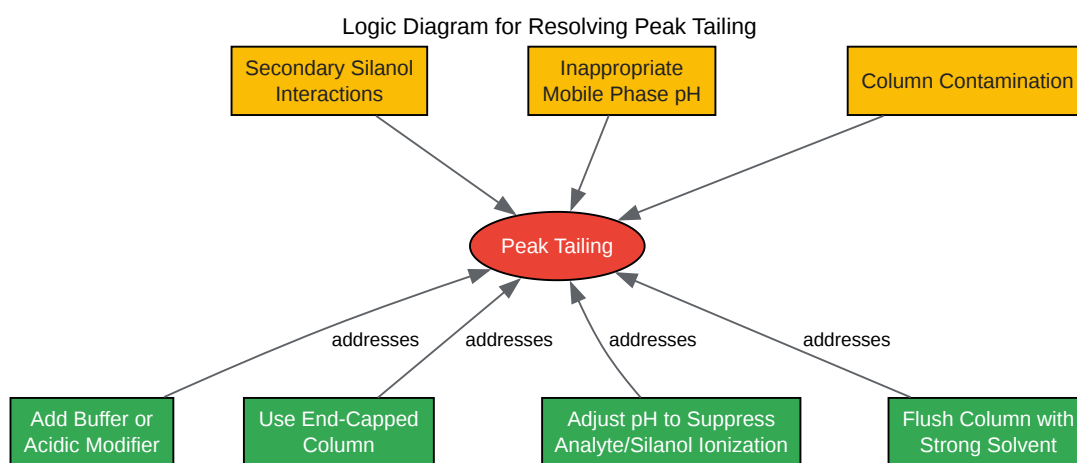 Logic Diagram for Resolving Peak Tailing
Secondary Silanol
Interactions
Inappropriate
Mobile Phase pH
Column Contamination
Peak Tailing
addresses
addresses
addresses
addresses
Add Buffer or
Acidic Modifier
Use End-Capped
Column
Adjust pH to Suppress
Analyte/Silanol Ionization
Flush Column with
Strong Solvent